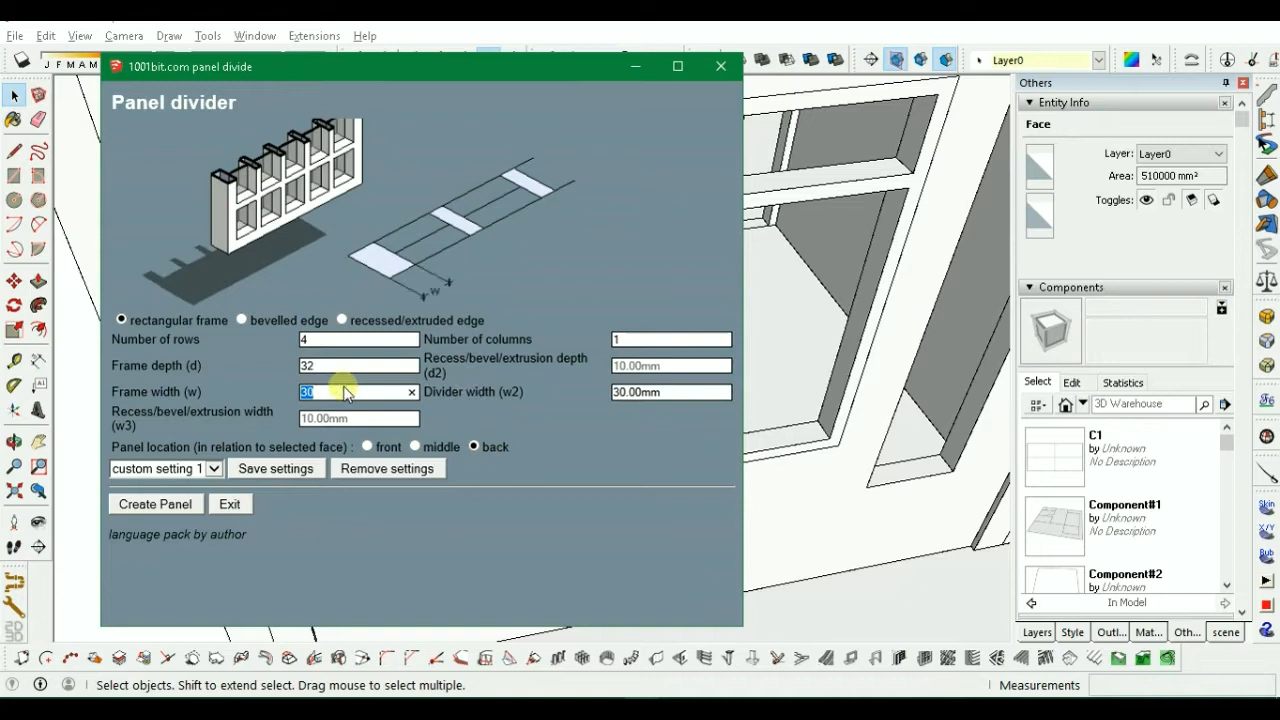 File Edit View Camera Draw Tools Window Extensions Help
J F M A M
Layer0
1001bit.com panel divide
Others
Entity Info
Face
Layer: Layer0
Area: 510000 mm²
Toggles:
Panel divider
w
rectangular frame bevelled edge recessed/extruded edge
Number of rows 4 Number of columns 1
Frame depth (d) 32 Recess/bevel/extrusion depth (d2) 10.00mm
Frame width (w) 30 Divider width (w2) 30.00mm
Recess/bevel/extrusion width (w3) 10.00mm
Panel location (in relation to selected face) : front middle back
custom setting 1 Save settings Remove settings
Create Panel Exit
language pack by author
Components
Select Edit Statistics
3D Warehouse
C1
by Unknown
No Description
Component#1
by Unknown
No Description
Component#2
by Unknown
In Model
Layers Style Outl... Mat... Oth... scene
Skin
X/Y
Bub
2D
3D
Select objects. Shift to extend select. Drag mouse to select multiple.
Measurements